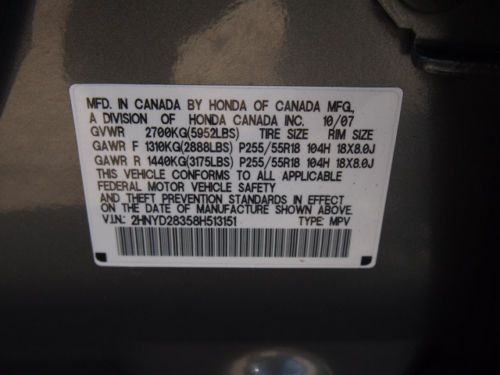 MFD. IN CANADA BY HONDA OF CANADA MFG.,
A DIVISION OF HONDA CANADA INC. 10/07
GVWR 2700KG(5952LBS) TIRE SIZE RIM SIZE
GAWR F 1310KG(2888LBS) P255/55R18 104H 18X8.0J
GAWR R 1440KG(3175LBS) P255/55R18 104H 18X8.0J
THIS VEHICLE CONFORMS TO ALL APPLICABLE
FEDERAL MOTOR VEHICLE SAFETY
AND THEFT PREVENTION STANDARDS IN EFFECT
ON THE DATE OF MANUFACTURE SHOWN ABOVE.
V.I.N.: 2HNYD28358H513151 TYPE: MPV